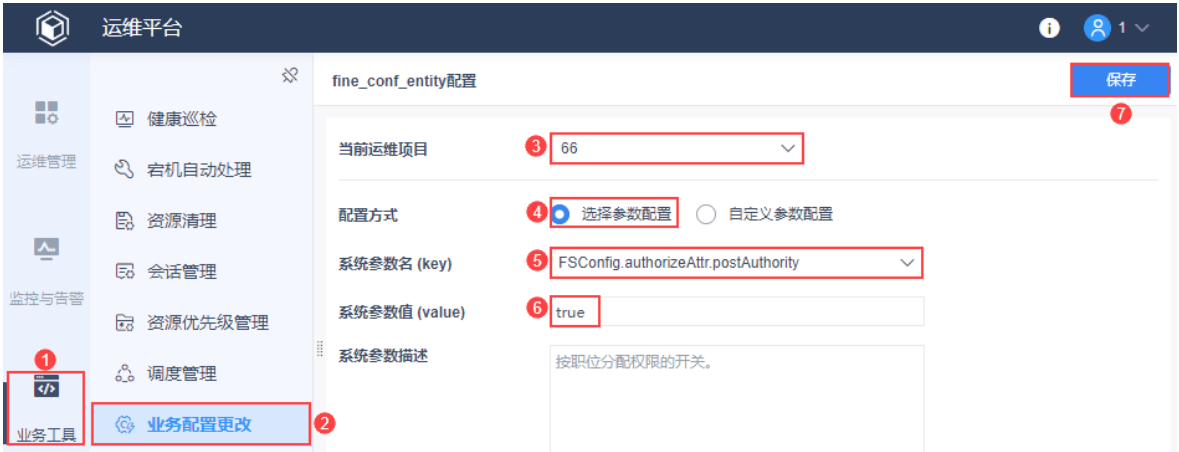 运维平台
i
1
fine_conf_entity配置
保存
7
健康巡检
运维管理
宕机自动处理
资源清理
会话管理
监控与告警
资源优先级管理
调度管理
1
业务工具
业务配置更改
2
当前运维项目
3
66
配置方式
4
选择参数配置
自定义参数配置
系统参数名 (key)
5
FSConfig.authorizeAttr.postAuthority
系统参数值 (value)
6
true
系统参数描述
按职位分配权限的开关。